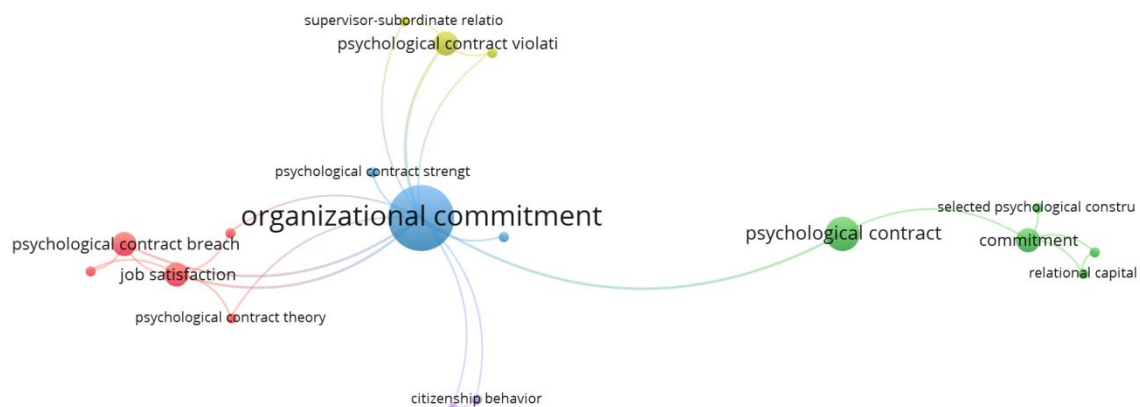 supervisor-subordinate relatio
psychological contract violati
psychological contract strengt
organizational commitment
selected psychological constru
psychological contract
commitment
psychological contract breach
job satisfaction
relational capital
psychological contract theory
citizenship behavior